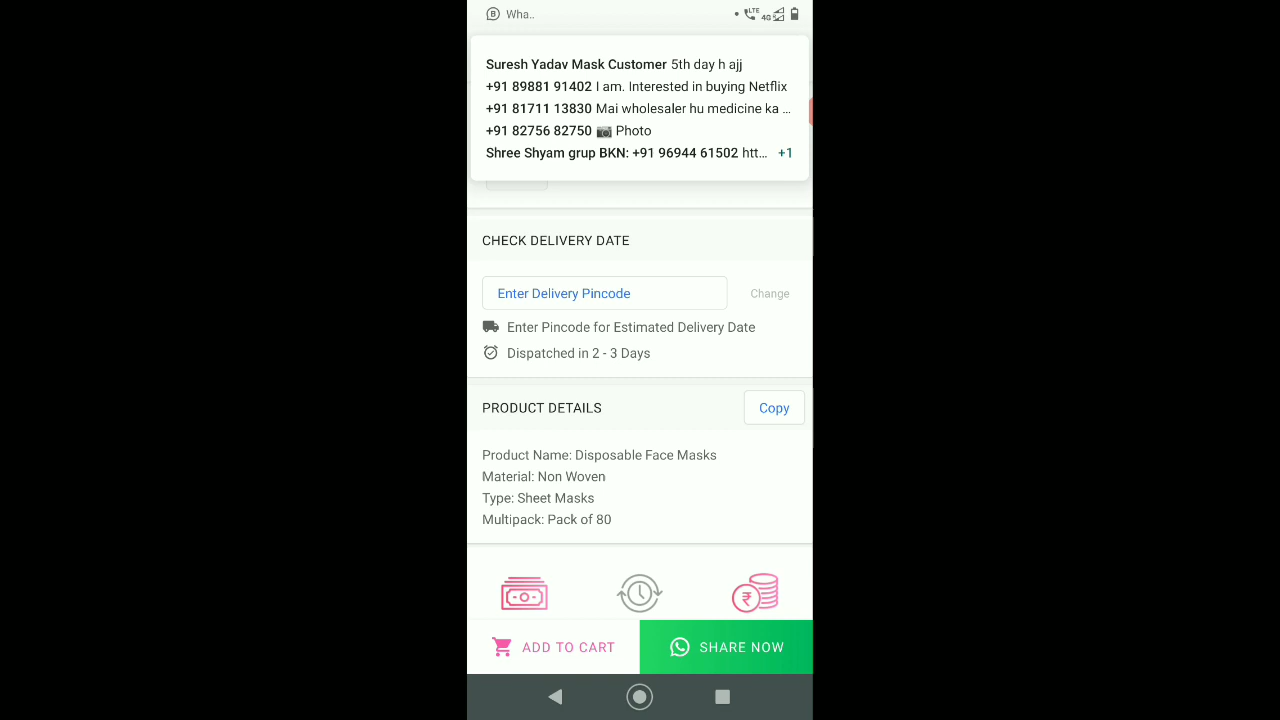 Wha..
LTE
4G
Suresh Yadav Mask Customer 5th day h ajj
+91 89881 91402 I am. Interested in buying Netflix
+91 81711 13830 Mai wholesaler hu medicine ka ...
+91 82756 82750 📷 Photo
Shree Shyam grup BKN: +91 96944 61502 htt... +1
CHECK DELIVERY DATE
Enter Delivery Pincode
Change
Enter Pincode for Estimated Delivery Date
Dispatched in 2 - 3 Days
PRODUCT DETAILS
Copy
Product Name: Disposable Face Masks
Material: Non Woven
Type: Sheet Masks
Multipack: Pack of 80
ADD TO CART
SHARE NOW